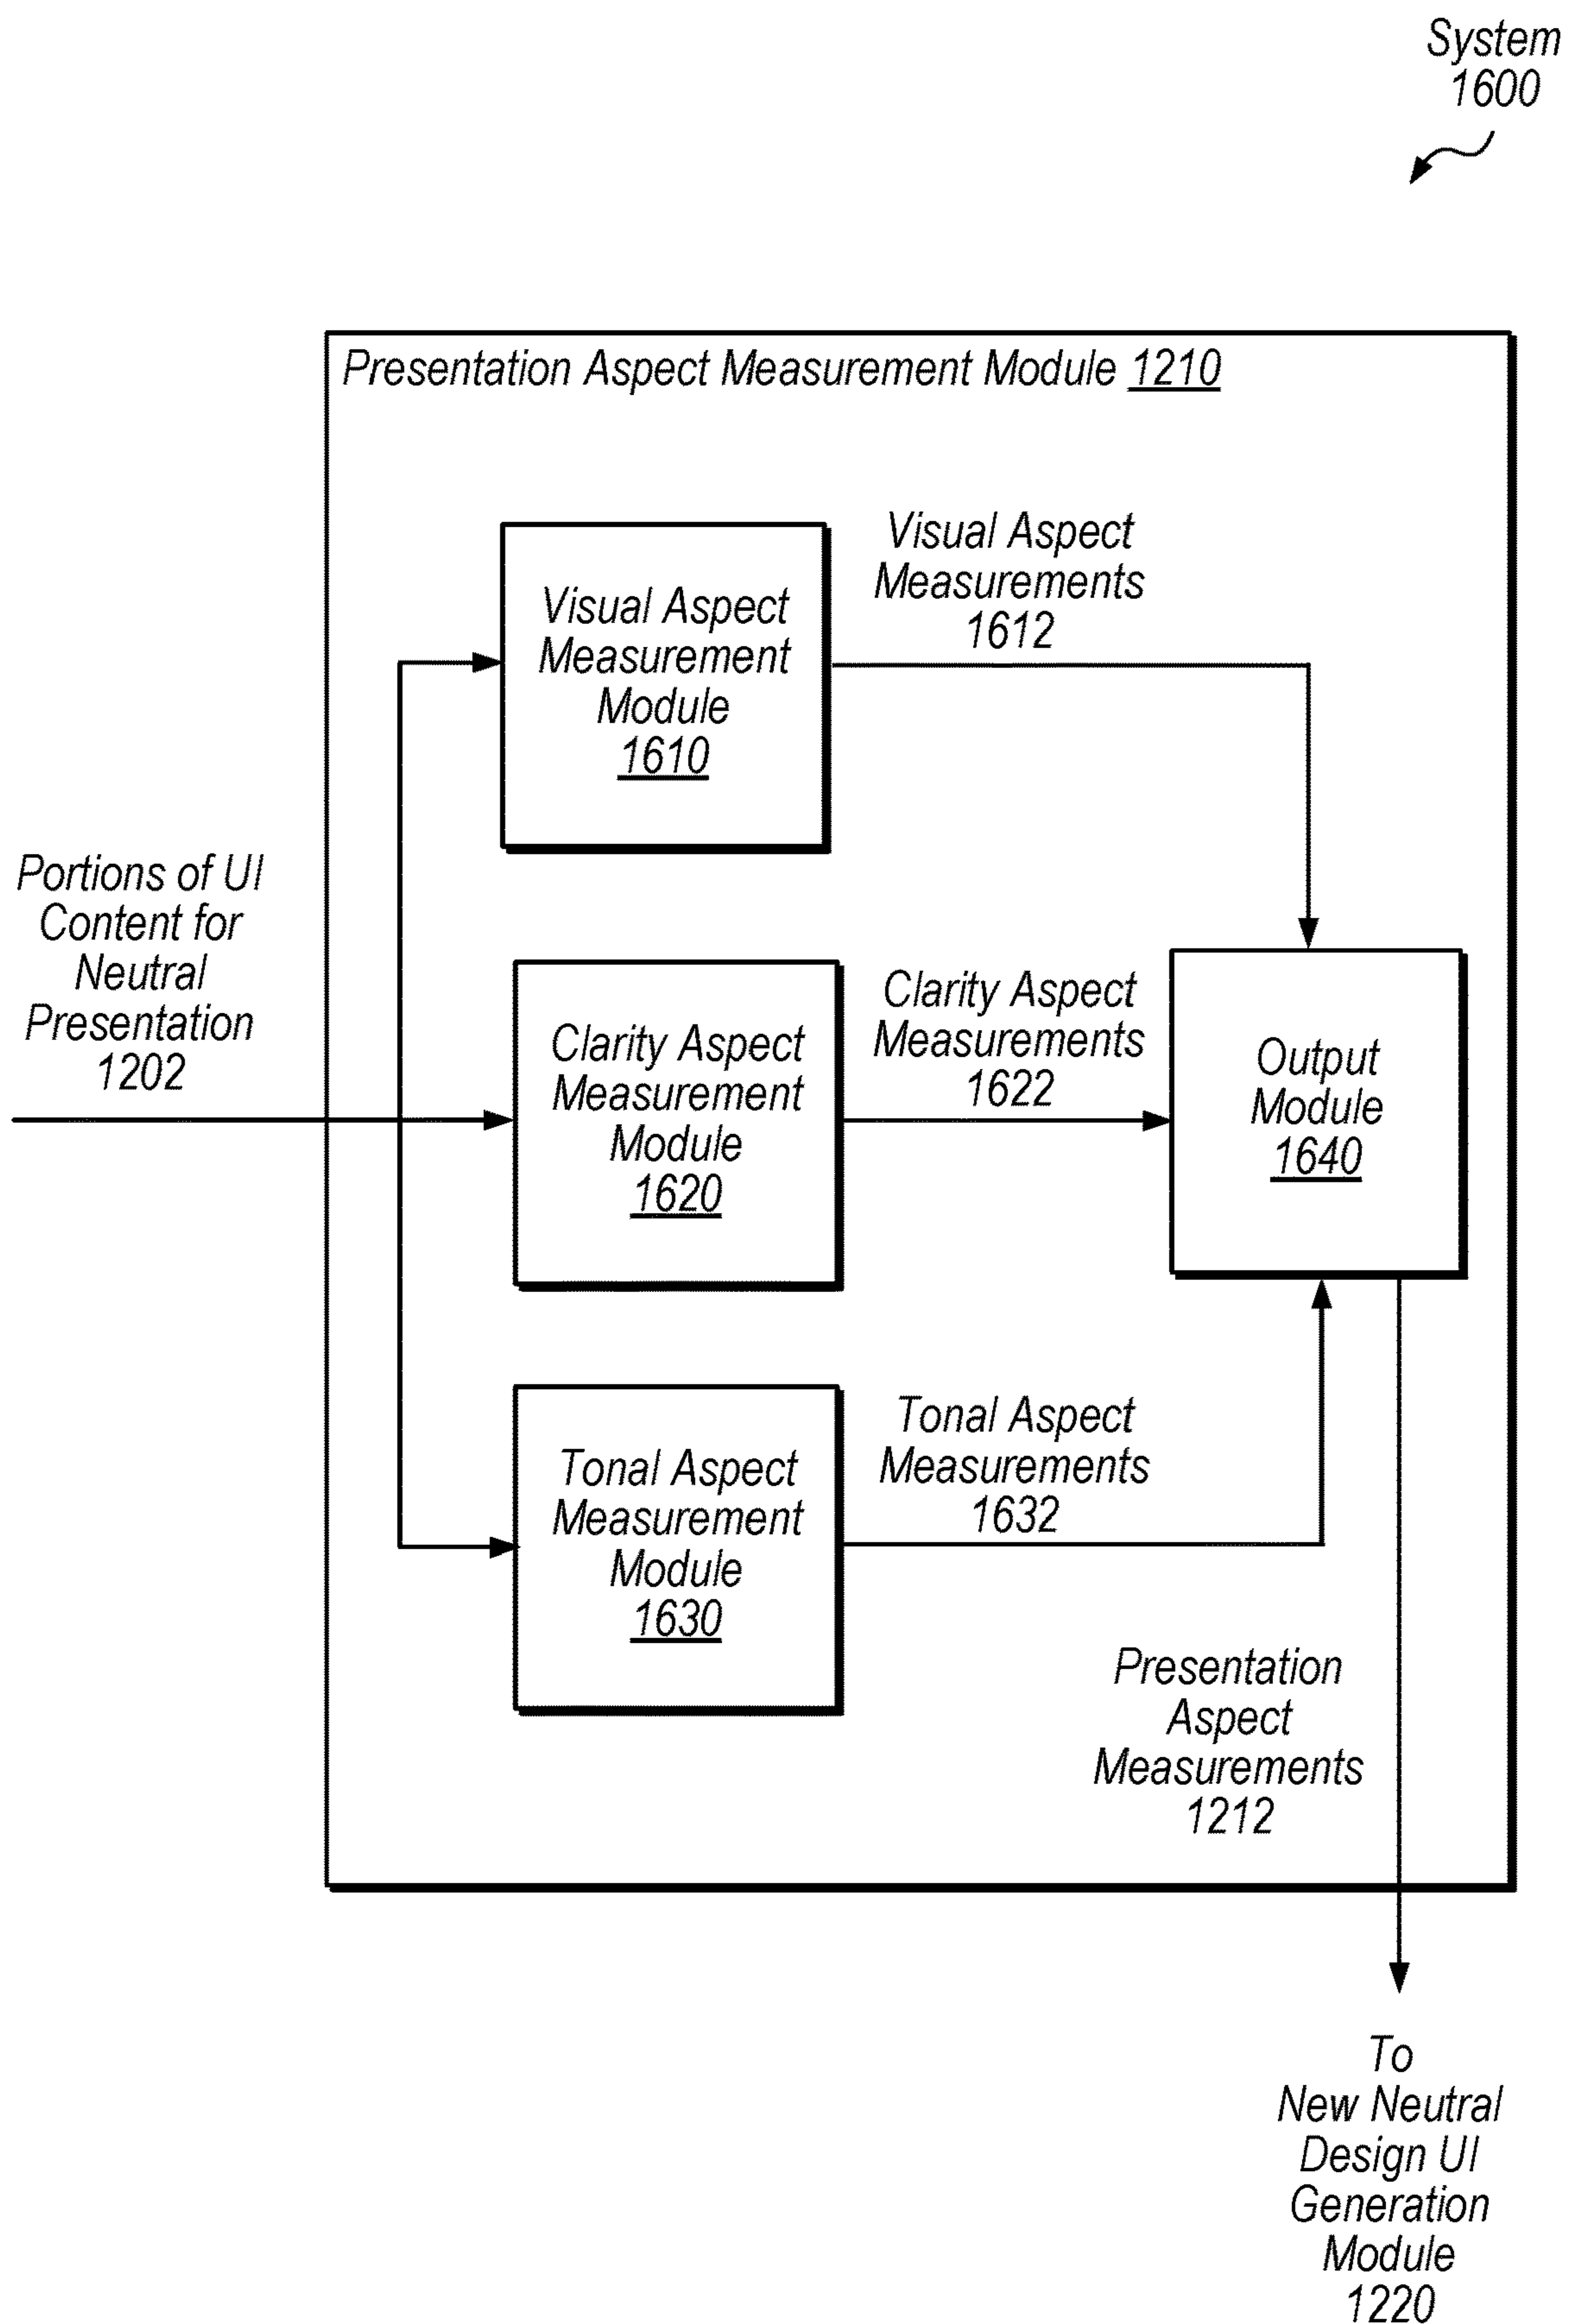 System
1600
Presentation Aspect Measurement Module 1210
Visual Aspect
Measurement
Module
1610
Visual Aspect
Measurements
1612
Portions of UI
Content for
Neutral
Presentation
1202
Clarity Aspect
Measurement
Module
1620
Clarity Aspect
Measurements
1622
Output
Module
1640
Tonal Aspect
Measurement
Module
1630
Tonal Aspect
Measurements
1632
Presentation
Aspect
Measurements
1212
To
New Neutral
Design UI
Generation
Module
1220